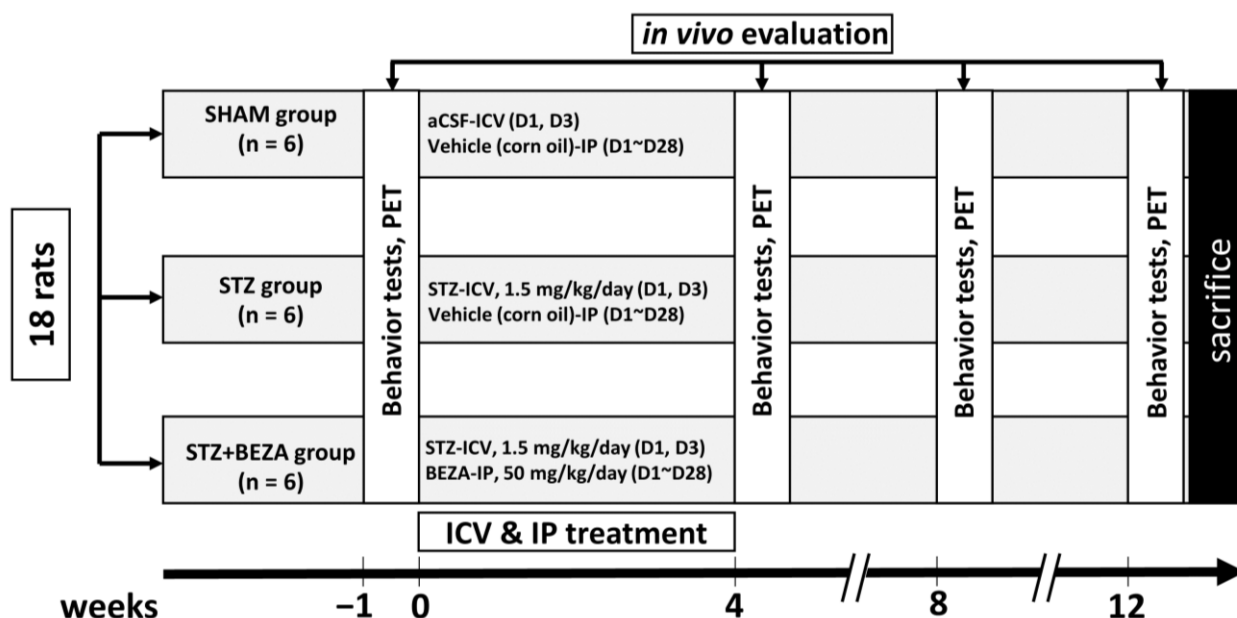 in vivo evaluation
18 rats
SHAM group
(n = 6)
aCSF-ICV (D1, D3)
Vehicle (corn oil)-IP (D1~D28)
STZ group
(n = 6)
STZ-ICV, 1.5 mg/kg/day (D1, D3)
Vehicle (corn oil)-IP (D1~D28)
STZ+BEZA group
(n = 6)
STZ-ICV, 1.5 mg/kg/day (D1, D3)
BEZA-IP, 50 mg/kg/day (D1~D28)
Behavior tests, PET
Behavior tests, PET
Behavior tests, PET
Behavior tests, PET
sacrifice
ICV & IP treatment
weeks −1 0 4 8 12